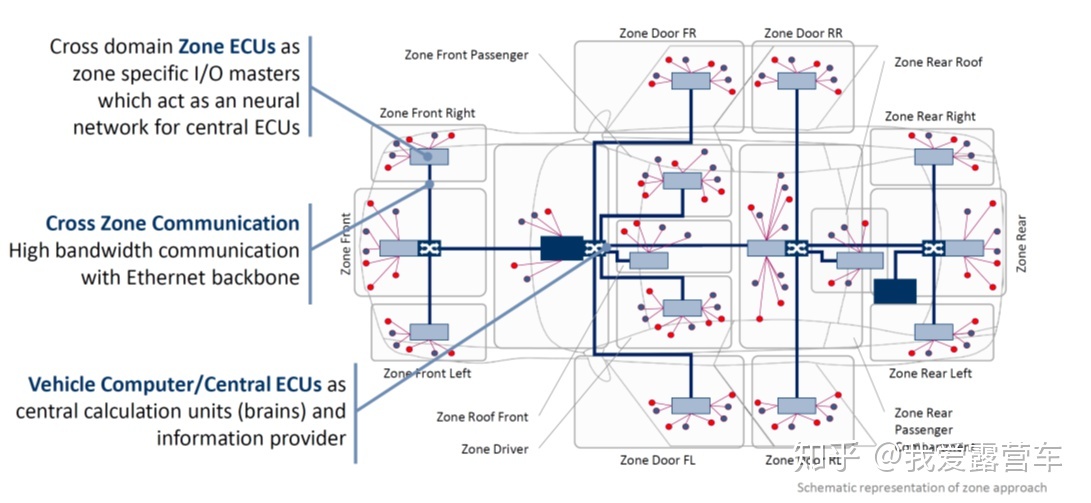 Cross domain Zone ECUs as
zone specific I/O masters
which act as an neural
network for central ECUs
Cross Zone Communication
High bandwidth communication
with Ethernet backbone
Vehicle Computer/Central ECUs as
central calculation units (brains) and
information provider
Zone Door FR
Zone Door RR
Zone Front Passenger
Zone Rear Roof
Zone Front Right
Zone Rear Right
Zone Front
Zone Rear
Zone Front Left
Zone Rear Left
Zone Roof Front
Zone Driver
Zone Rear
Passenger
Zone Door FL
Zone Door RL
知乎 @我爱露营车
Schematic representation of zone approach